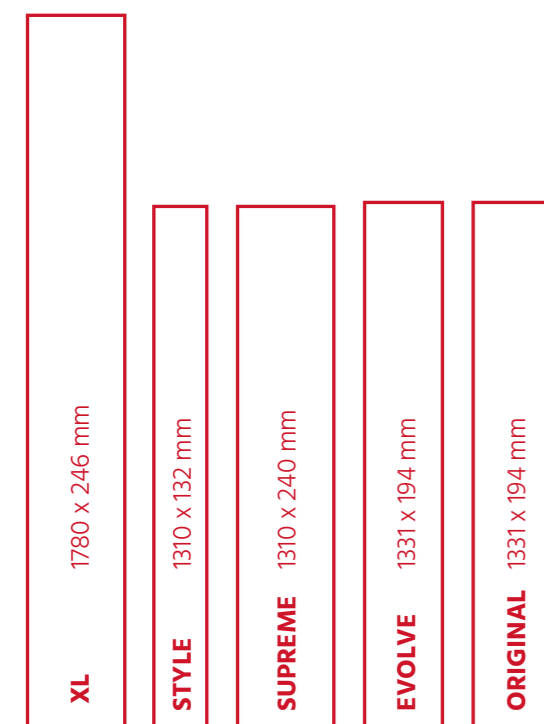 XL 1780 x 246 mm
STYLE 1310 x 132 mm
SUPREME 1310 x 240 mm
EVOLVE 1331 x 194 mm
ORIGINAL 1331 x 194 mm